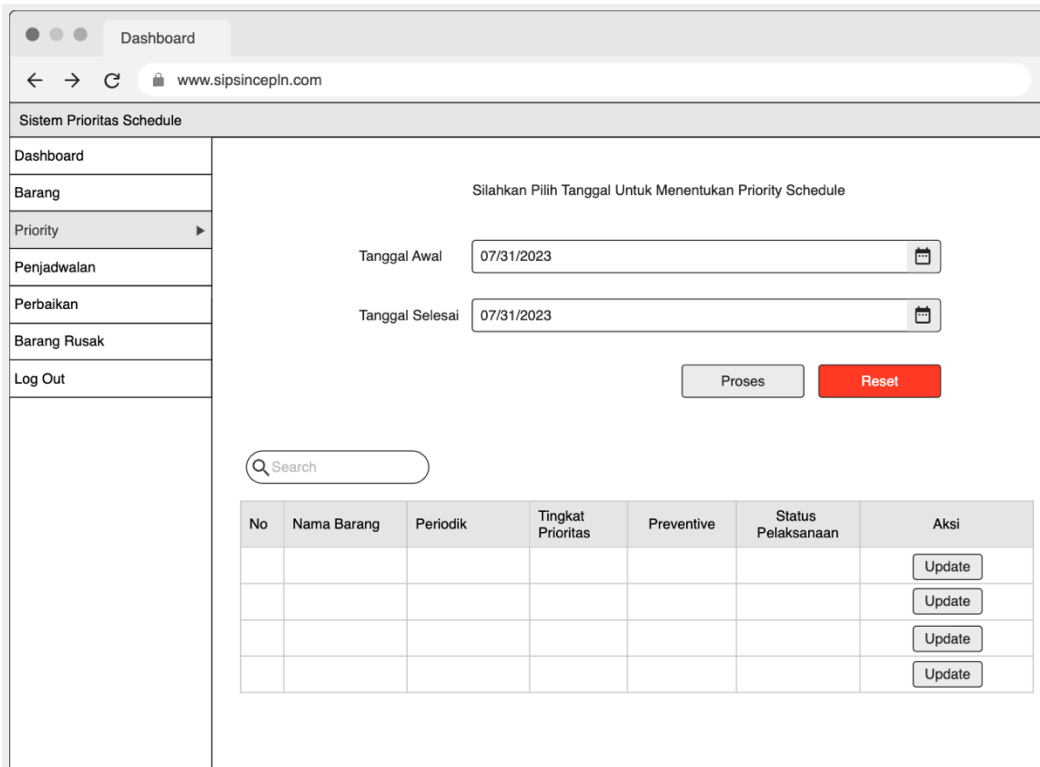 Dashboard
www.sipsincepln.com
Sistem Prioritas Schedule
Dashboard
Barang
Priority
Penjadwalan
Perbaikan
Barang Rusak
Log Out
Silahkan Pilih Tanggal Untuk Menentukan Priority Schedule
Tanggal Awal 07/31/2023
Tanggal Selesai 07/31/2023
Proses Reset
Search
No Nama Barang Periodik Tingkat Prioritas Preventive Status Pelaksanaan Aksi
Update
Update
Update
Update